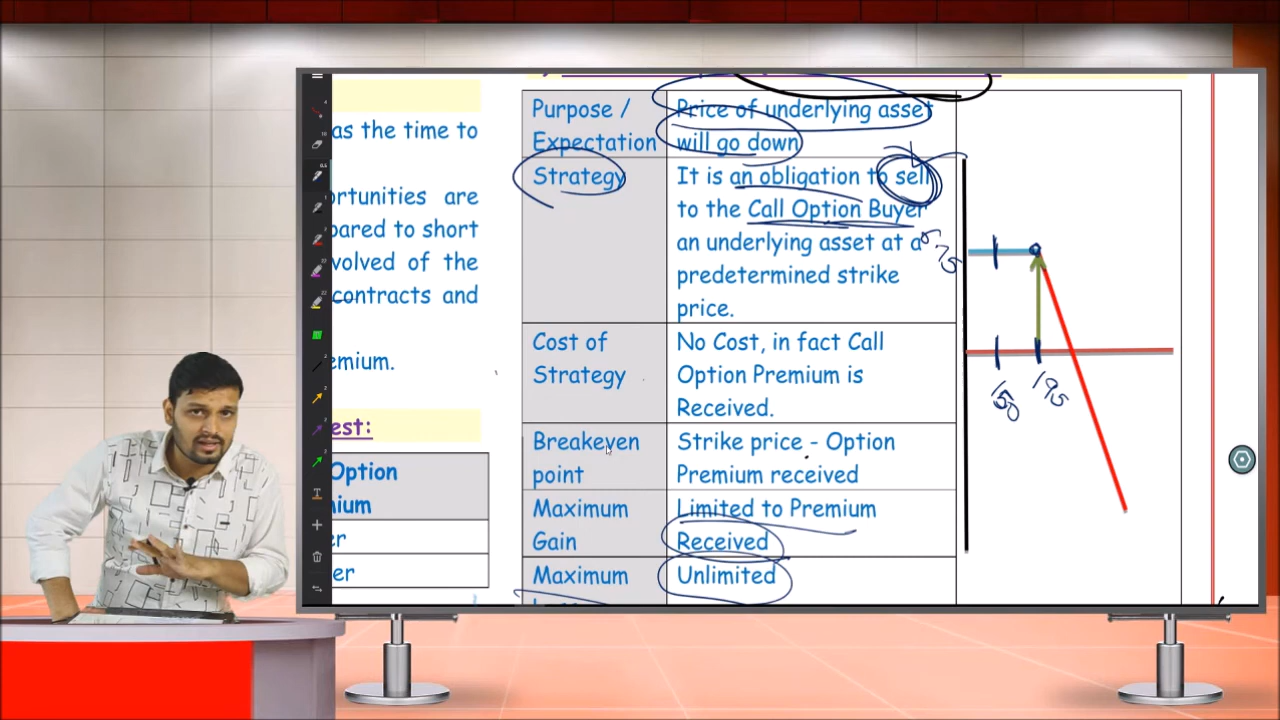 as the time to
ortunities are
pared to short
volved of the
contracts and
emium.
est:
Option
nium
er
er
Purpose /
Expectation
Price of underlying asset
will go down
Strategy
It is an obligation to sell
to the Call Option Buyer
an underlying asset at a
predetermined strike
price.
Cost of
Strategy
No Cost, in fact Call
Option Premium is
Received.
Breakeven
point
Strike price - Option
Premium received
Maximum
Gain
Limited to Premium
Received
Maximum
Unlimited
150
195